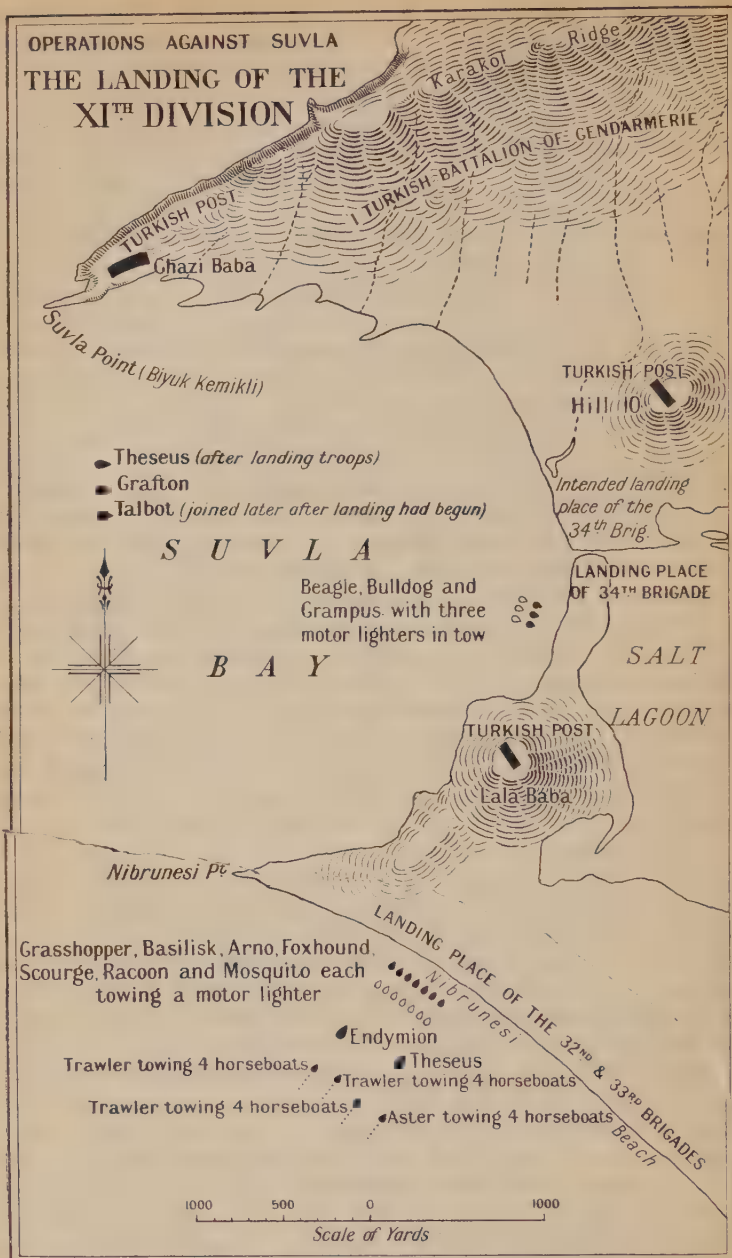 OPERATIONS AGAINST SUVLA
THE LANDING OF THE
XITH DIVISION
Karakol Ridge
1 TURKISH BATTALION OF GENDARMERIE
TURKISH POST
Ghazi Baba
Suvla Point (Biyuk Kemikli)
TURKISH POST
Hill 10
Theseus (after landing troops)
Grafton
Talbot (joined later after landing had begun)
Intended landing
place of the
34th Brig.
SUVLA
BAY
LANDING PLACE
OF 34TH BRIGADE
Beagle, Bulldog and
Grampus with three
motor lighters in tow
SALT
LAGOON
TURKISH POST
Lala Baba
Nibrunesi Pt.
LANDING PLACE OF THE 32ND & 33RD BRIGADES
Nibrunesi Beach
Grasshopper, Basilisk, Arno, Foxhound,
Scourge, Racoon and Mosquito each
towing a motor lighter
Endymion
Trawler towing 4 horseboats
Theseus
Trawler towing 4 horseboats
Trawler towing 4 horseboats
Aster towing 4 horseboats
1000 500 0 1000
Scale of Yards